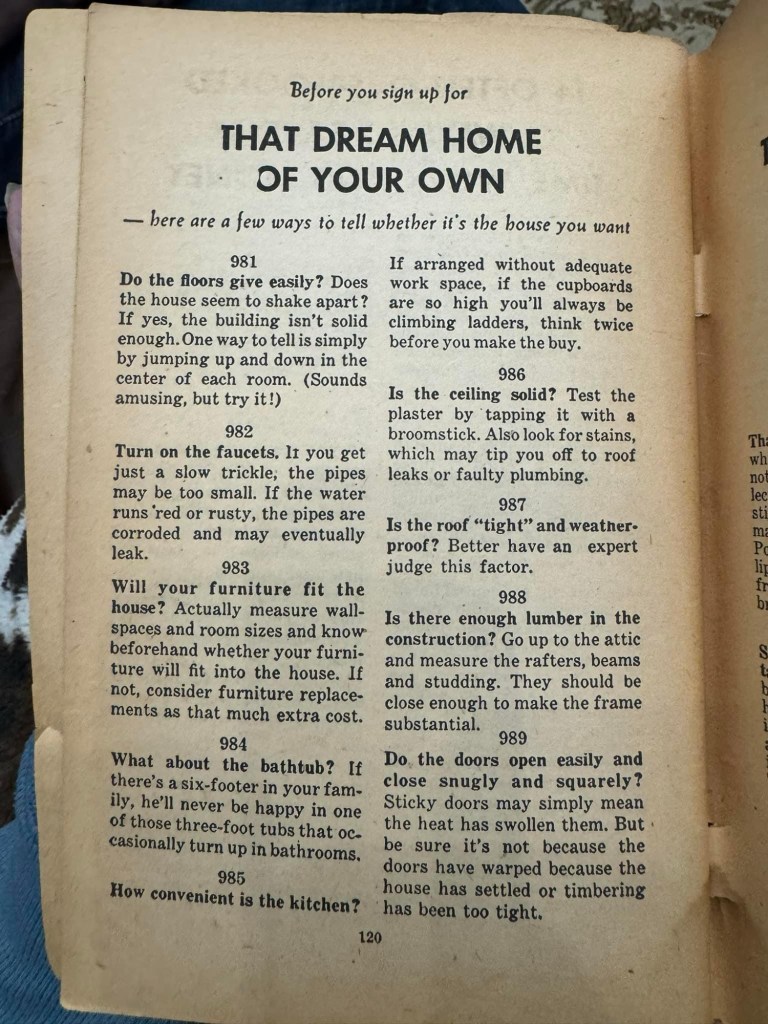 Before you sign up for
THAT DREAM HOME
OF YOUR OWN
— here are a few ways to tell whether it's the house you want
981
Do the floors give easily? Does
the house seem to shake apart?
If yes, the building isn't solid
enough. One way to tell is simply
by jumping up and down in the
center of each room. (Sounds
amusing, but try it!)
982
Turn on the faucets. If you get
just a slow trickle, the pipes
may be too small. If the water
runs red or rusty, the pipes are
corroded and may eventually
leak.
983
Will your furniture fit the
house? Actually measure wall-
spaces and room sizes and know
beforehand whether your furni-
ture will fit into the house. If
not, consider furniture replace-
ments as that much extra cost.
984
What about the bathtub? If
there's a six-footer in your fam-
ily, he'll never be happy in one
of those three-foot tubs that oc-
casionally turn up in bathrooms.
985
How convenient is the kitchen?
If arranged without adequate
work space, if the cupboards
are so high you'll always be
climbing ladders, think twice
before you make the buy.
986
Is the ceiling solid? Test the
plaster by tapping it with a
broomstick. Also look for stains,
which may tip you off to roof
leaks or faulty plumbing.
987
Is the roof "tight" and weather-
proof? Better have an expert
judge this factor.
988
Is there enough lumber in the
construction? Go up to the attic
and measure the rafters, beams
and studding. They should be
close enough to make the frame
substantial.
989
Do the doors open easily and
close snugly and squarely?
Sticky doors may simply mean
the heat has swollen them. But
be sure it's not because the
doors have warped because the
house has settled or timbering
has been too tight.
120